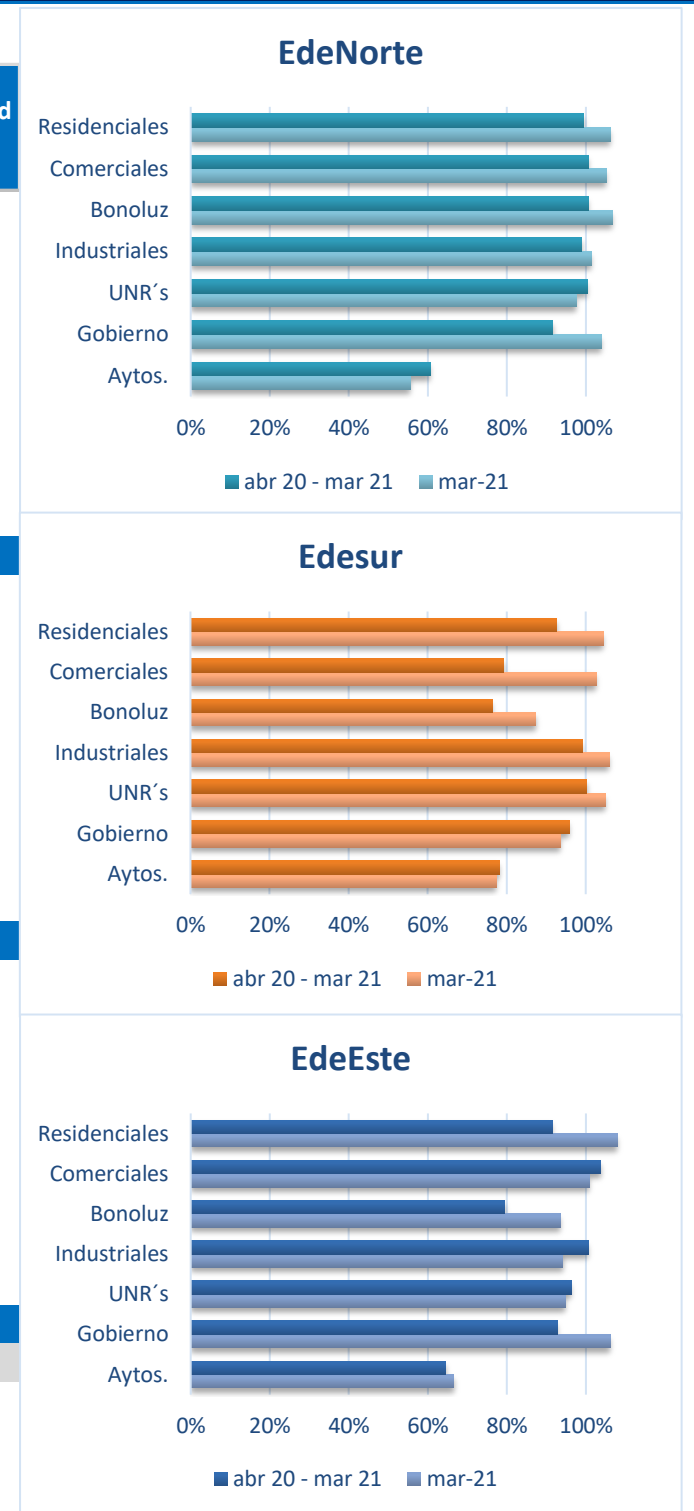 d
EdeNorte
Residenciales
Comerciales
Bonoluz
Industriales
UNR´s
Gobierno
Aytos.
0% 20% 40% 60% 80% 100%
abr 20 - mar 21 mar-21
Edesur
Residenciales
Comerciales
Bonoluz
Industriales
UNR´s
Gobierno
Aytos.
0% 20% 40% 60% 80% 100%
abr 20 - mar 21 mar-21
EdeEste
Residenciales
Comerciales
Bonoluz
Industriales
UNR´s
Gobierno
Aytos.
0% 20% 40% 60% 80% 100%
abr 20 - mar 21 mar-21